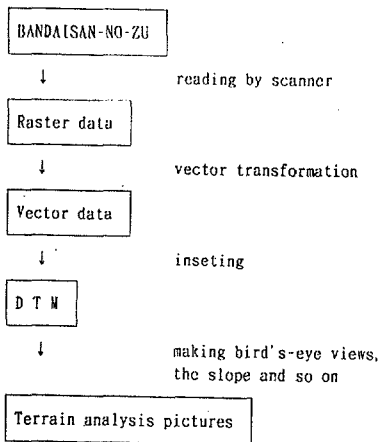 BANDAISAN-NO-ZU
↓ reading by scanner
Raster data
↓ vector transformation
Vector data
↓ inseting
D T M
↓ making bird's-eye views,
the slope and so on
Terrain analysis pictures